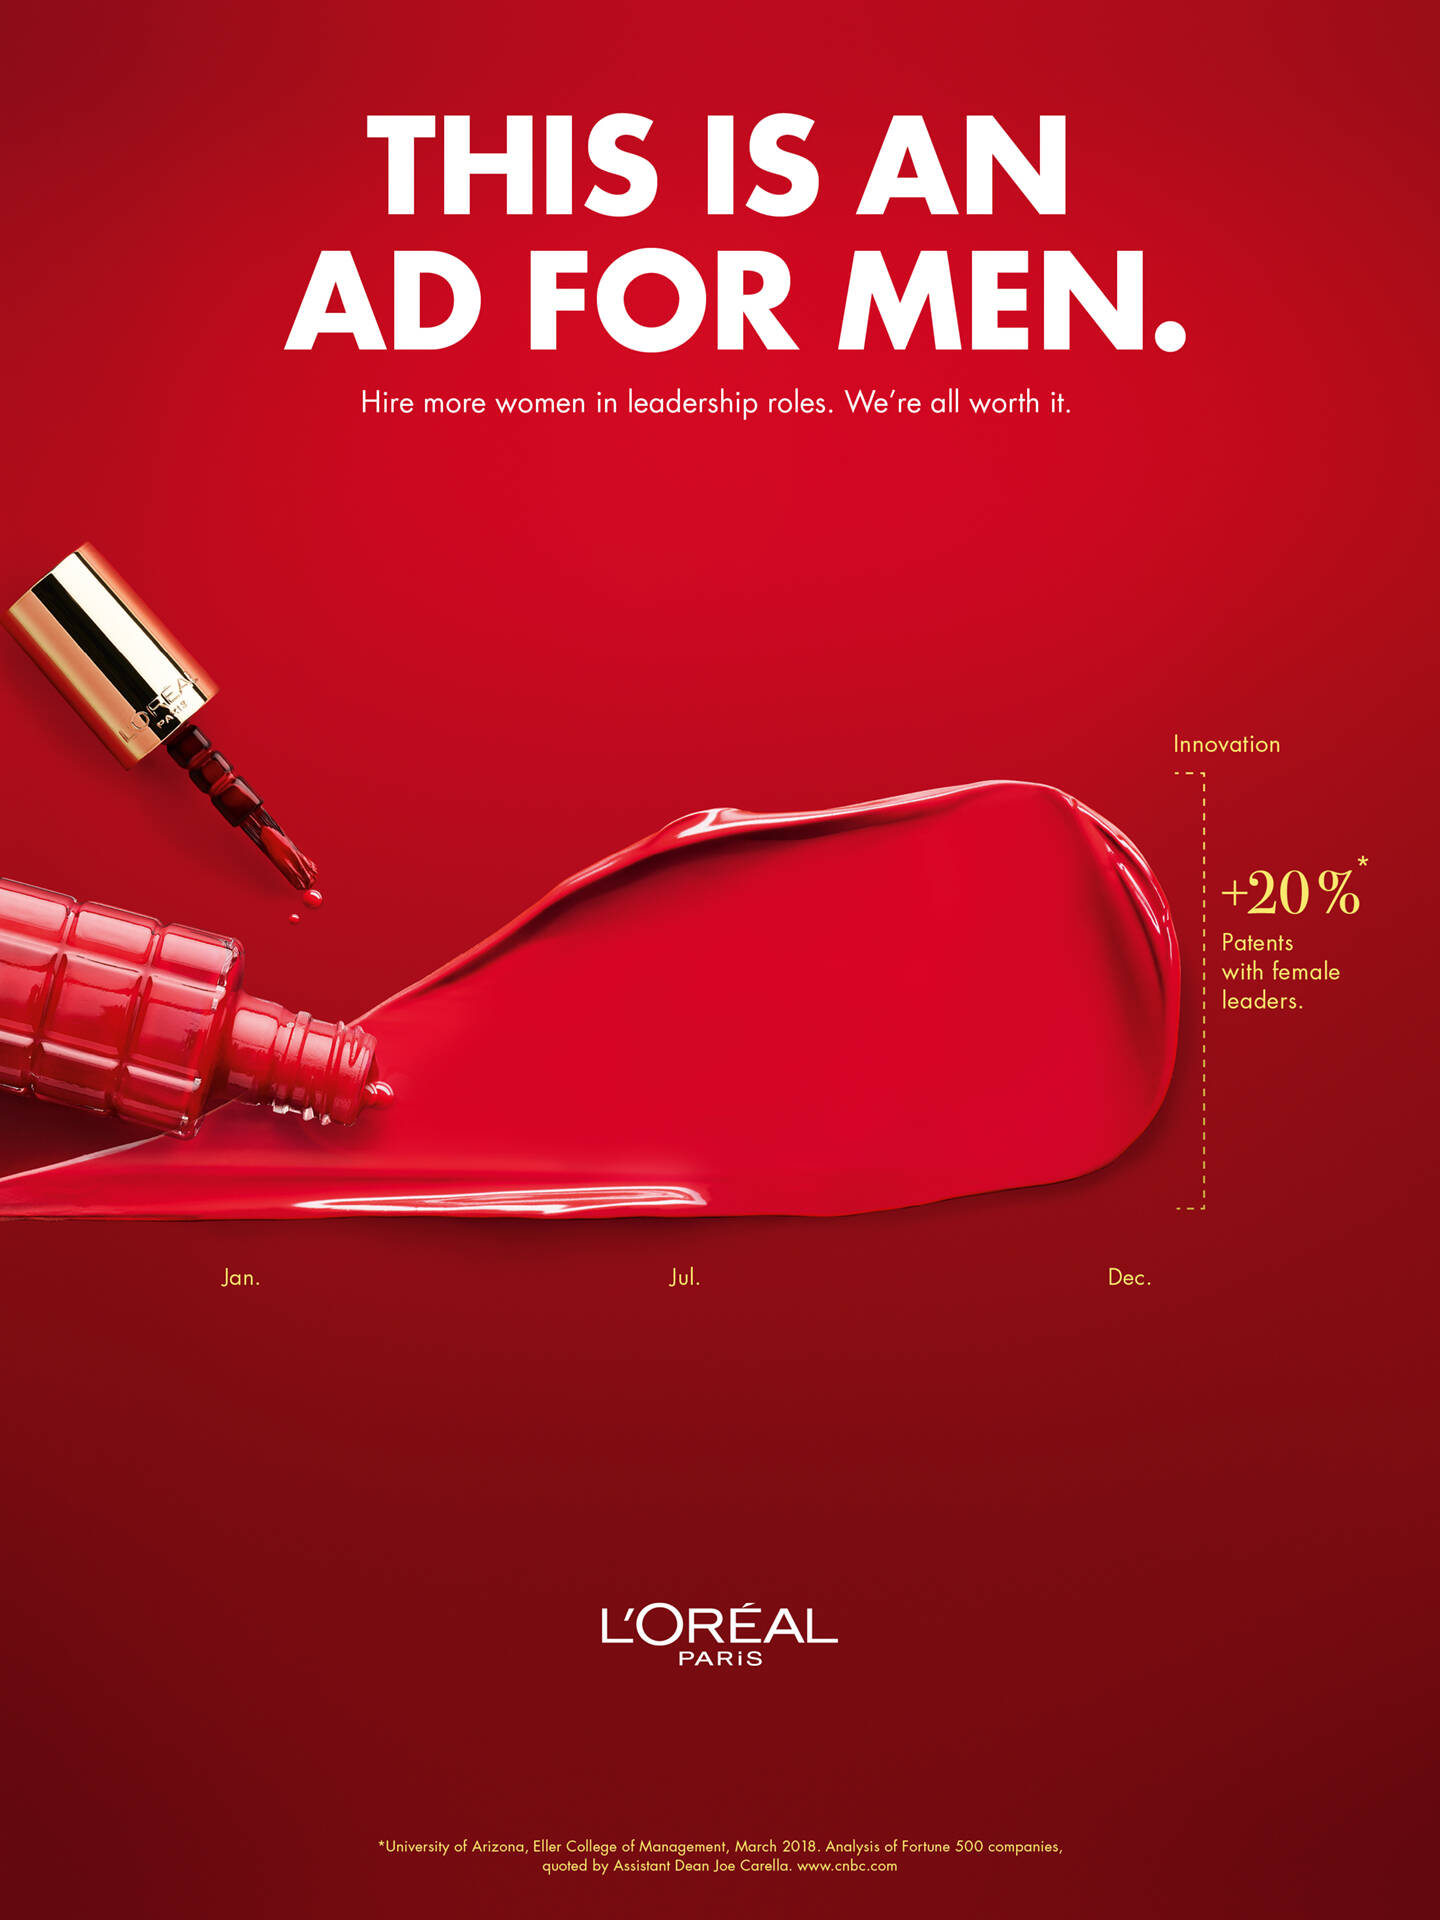 THIS IS AN
AD FOR MEN.
Hire more women in leadership roles. We're all worth it.
L'ORÉAL
PARIS
Innovation
+20%*
Patents
with female
leaders.
Jan.
Jul.
Dec.
L'ORÉAL
PARiS
*University of Arizona, Eller College of Management, March 2018. Analysis of Fortune 500 companies,
quoted by Assistant Dean Joe Carella. www.cnbc.com